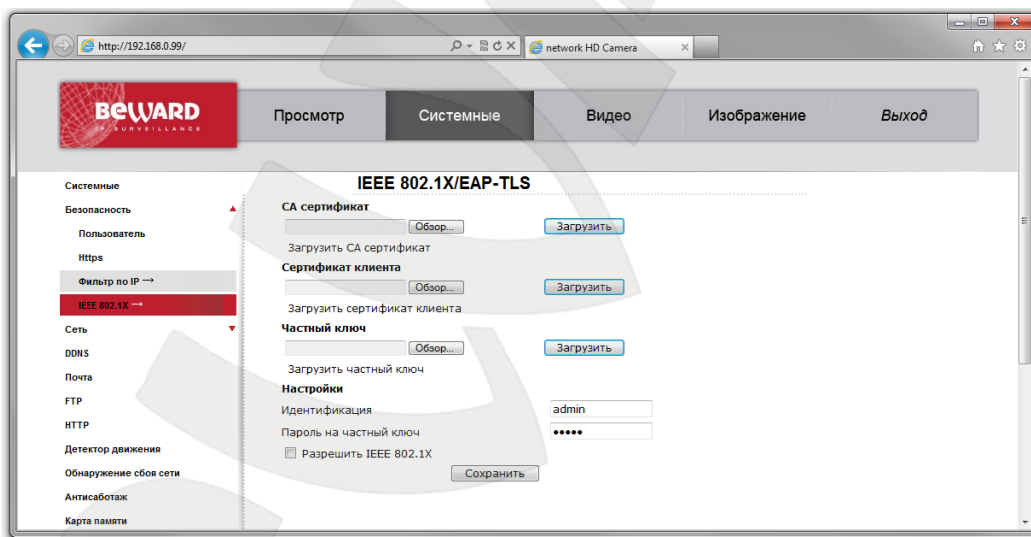 http://192.168.0.99/
network HD Camera
BEWARD
IP SURVEILLANCE
Просмотр
Системные
Видео
Изображение
Выход
Системные
Безопасность
Пользователь
Https
Фильтр по IP →
IEEE 802.1X →
Сеть
DDNS
Почта
FTP
HTTP
Детектор движения
Обнаружение сбоя сети
Антисаботаж
Карта памяти
IEEE 802.1X/EAP-TLS
CA сертификат
Обзор... Загрузить
Загрузить CA сертификат
Сертификат клиента
Обзор... Загрузить
Загрузить сертификат клиента
Частный ключ
Обзор... Загрузить
Загрузить частный ключ
Настройки
Идентификация admin
Пароль на частный ключ •••••
Разрешить IEEE 802.1X
Сохранить